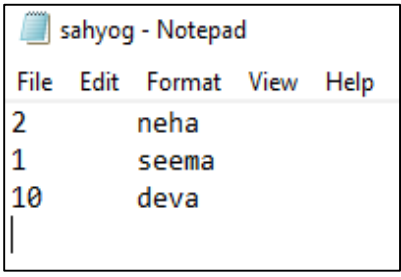 sahyog - Notepad
File Edit Format View Help
2 neha
1 seema
10 deva